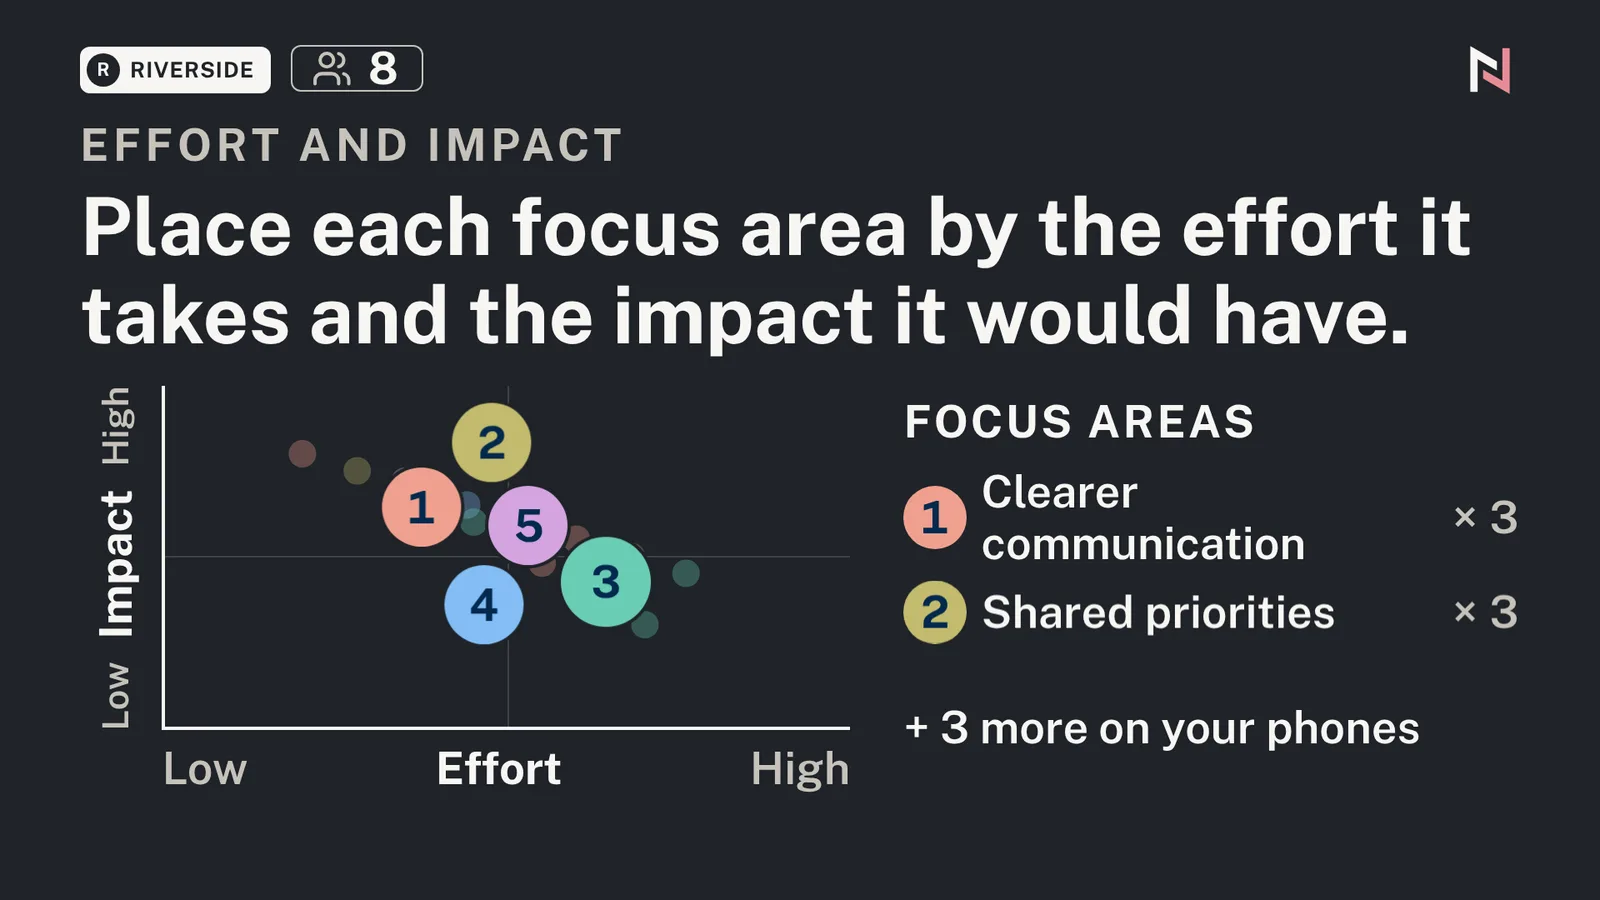 R RIVERSIDE
8
EFFORT AND IMPACT
Place each focus area by the effort it
takes and the impact it would have.
High
Impact
Low
2
1
5
3
4
Low
Effort
High
FOCUS AREAS
1 Clearer
communication × 3
2 Shared priorities × 3
+ 3 more on your phones